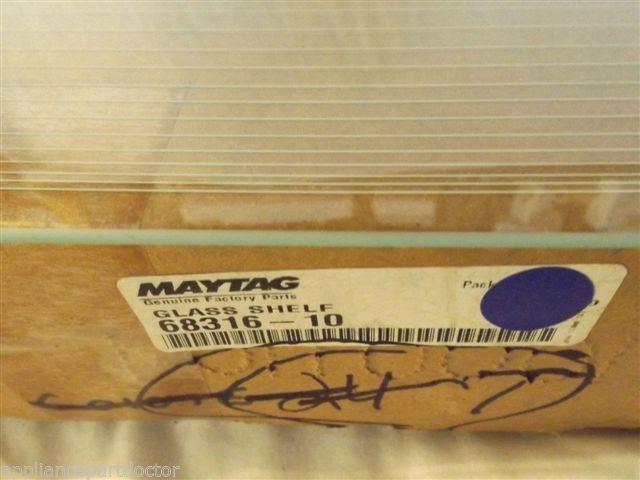 MAYTAG
Genuine Factory Parts
GLASS SHELF
68316-10
appliancepartdoctor